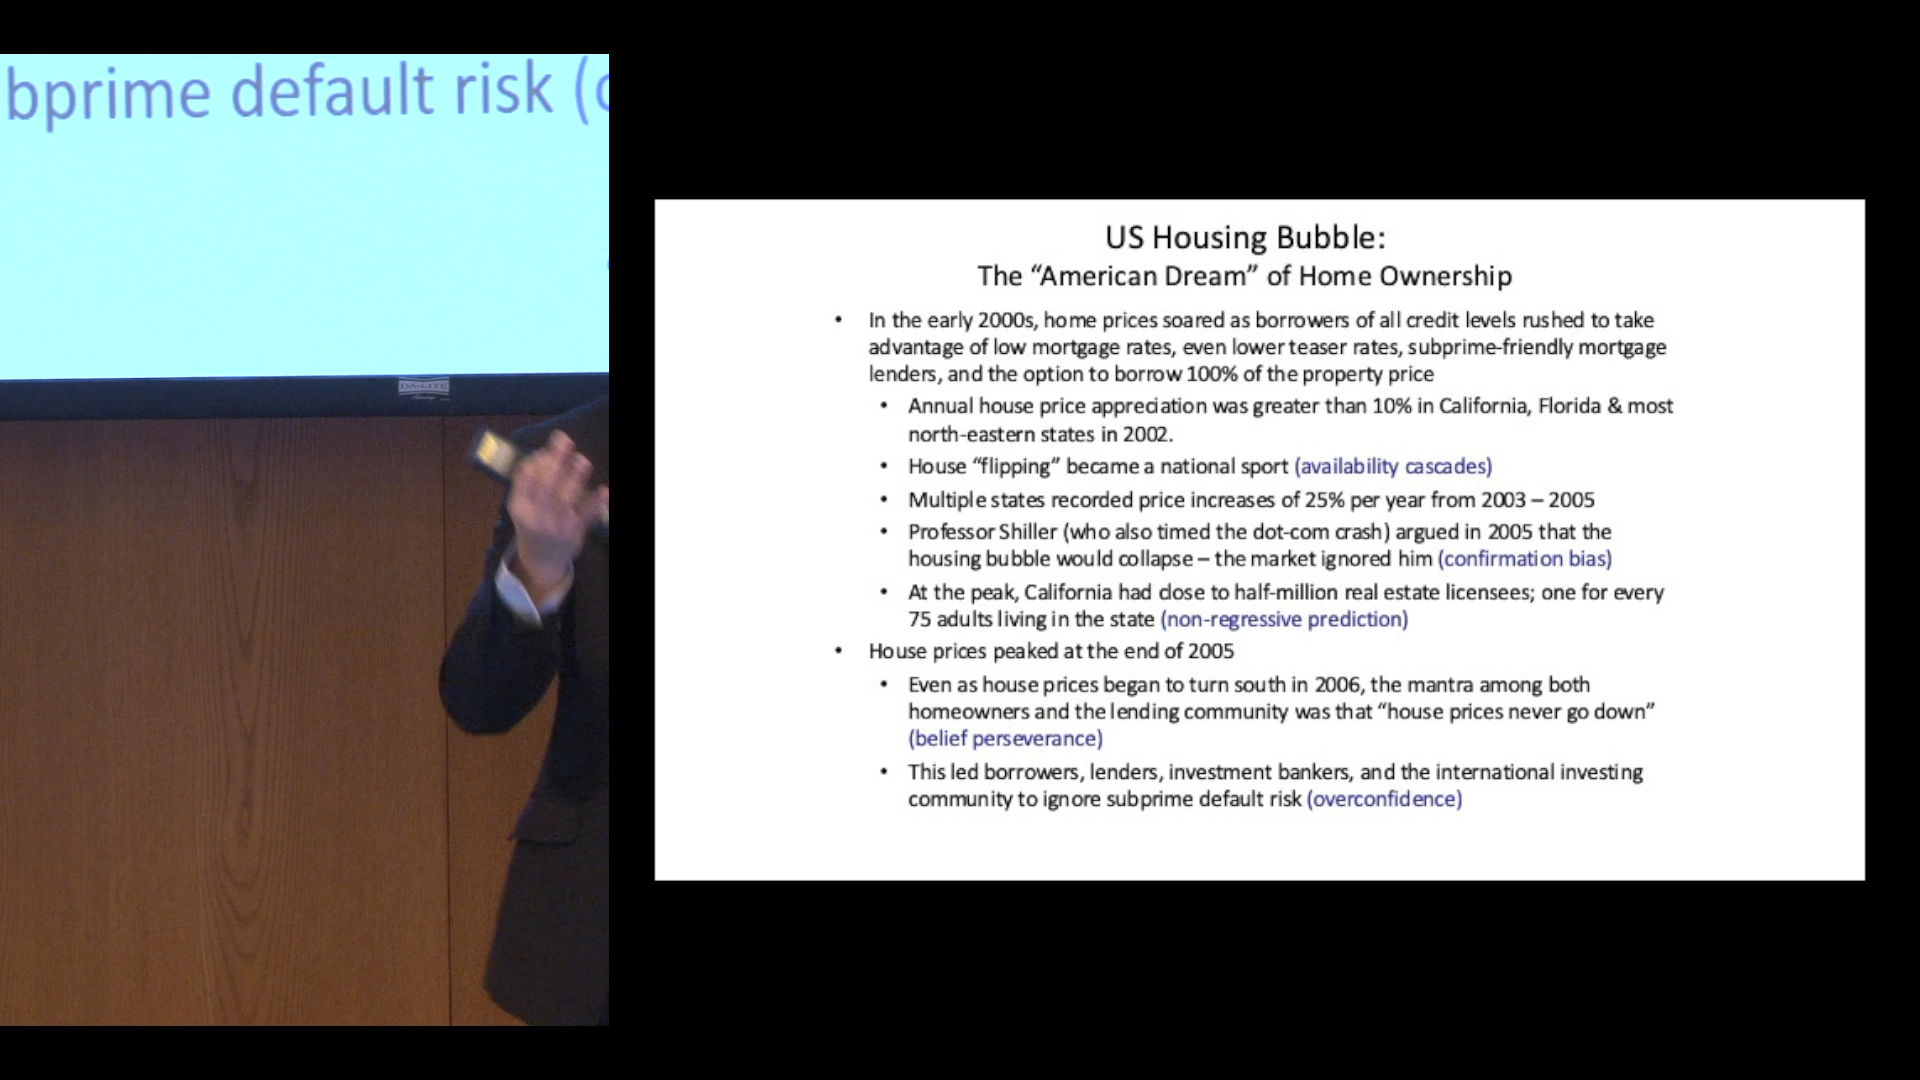 bprime default risk (
DA-LITE
US Housing Bubble:
The “American Dream” of Home Ownership
• In the early 2000s, home prices soared as borrowers of all credit levels rushed to take
advantage of low mortgage rates, even lower teaser rates, subprime-friendly mortgage
lenders, and the option to borrow 100% of the property price
• Annual house price appreciation was greater than 10% in California, Florida & most
north-eastern states in 2002.
• House “flipping” became a national sport (availability cascades)
• Multiple states recorded price increases of 25% per year from 2003 – 2005
• Professor Shiller (who also timed the dot-com crash) argued in 2005 that the
housing bubble would collapse – the market ignored him (confirmation bias)
• At the peak, California had close to half-million real estate licensees; one for every
75 adults living in the state (non-regressive prediction)
• House prices peaked at the end of 2005
• Even as house prices began to turn south in 2006, the mantra among both
homeowners and the lending community was that “house prices never go down”
(belief perseverance)
• This led borrowers, lenders, investment bankers, and the international investing
community to ignore subprime default risk (overconfidence)